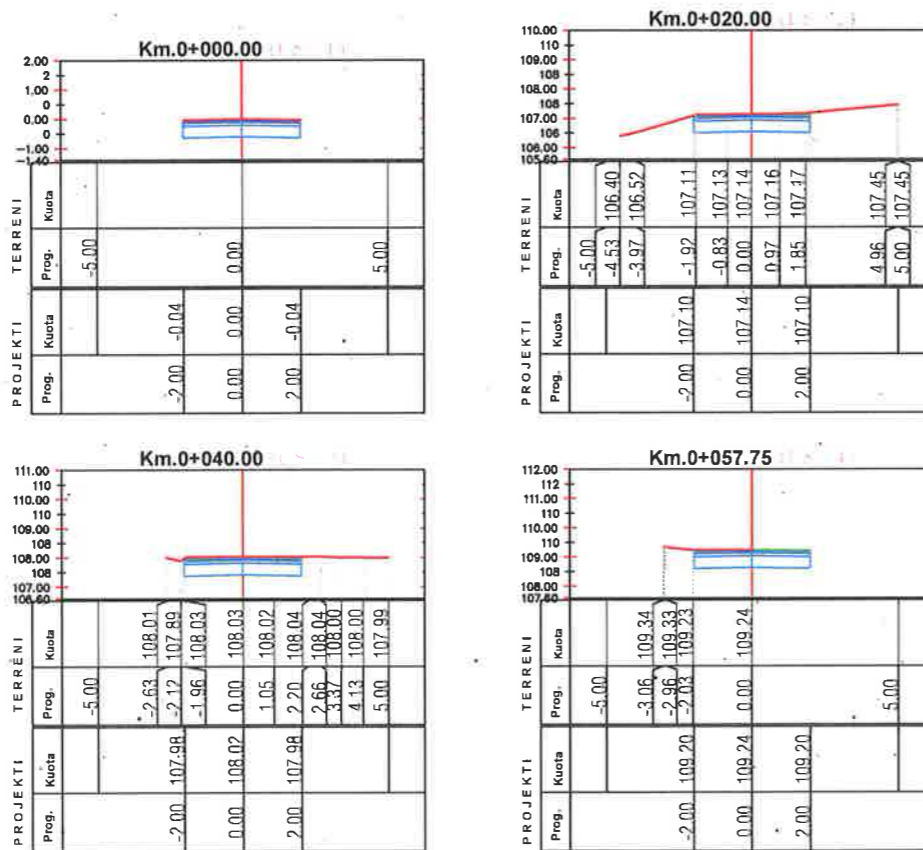 Km.0+000.00
2.00
2
1.00
0
0.00
0
-1.00
-1.40
TERRENI
Kuota
Prog. -5.00 0.00 5.00
PROJEKTI
Kuota -0.04 0.00 -0.04
Prog. -2.00 0.00 2.00
Km.0+020.00
110.00
109.00
109.00
108.00
108.00
108
107.00
106
106.00
105.60
TERRENI
Kuota 106.40 106.52 107.11 107.13 107.14 107.16 107.17 107.45 107.45
Prog. -5.00 -4.53 -3.97 -1.92 -0.83 0.00 0.97 1.85 4.96 5.00
PROJEKTI
Kuota 107.10 107.14 107.10
Prog. -2.00 0.00 2.00
Km.0+040.00
111.00
110
110.00
110
109.00
108
108.00
108
107.00
106.60
TERRENI
Kuota 108.01 107.89 108.03 108.03 108.02 108.04 108.04 108.00 108.00 107.99
Prog. -5.00 -2.63 -2.12 -1.96 0.00 1.05 2.20 2.66 3.37 4.13 5.00
PROJEKTI
Kuota 107.98 108.02 107.98
Prog. -2.00 0.00 2.00
Km.0+057.75
112.00
112
111.00
110
110.00
110
109.00
108
108.00
107.60
TERRENI
Kuota 109.34 109.33 109.23 109.24
Prog. -5.00 -3.06 -2.96 -2.03 0.00 5.00
PROJEKTI
Kuota 109.20 109.24 109.20
Prog. -2.00 0.00 2.00